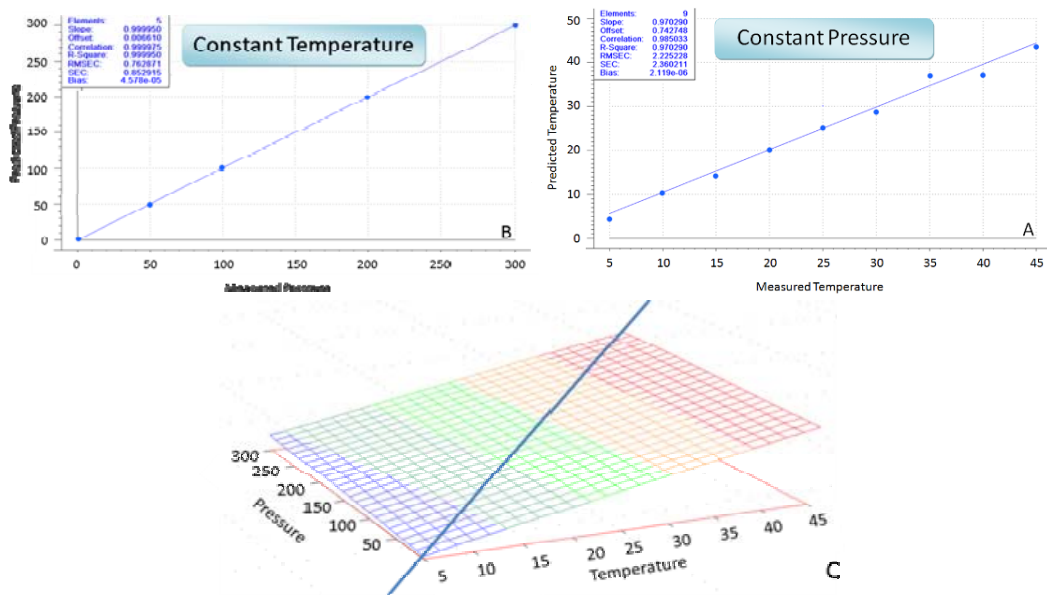 Elements: 5
Slope: 0.999950
Offset: 0.006610
Correlation: 0.999975
R-Square: 0.999950
RMSEC: 0.762871
SEC: 0.852915
Bias: 4.578e-05
Constant Temperature
300
250
200
150
100
50
0
0 50 100 150 200 250 300
Measured Pressure
B
Elements: 9
Slope: 0.970290
Offset: 0.742748
Correlation: 0.985033
R-Square: 0.970290
RMSEC: 2.225228
SEC: 2.360211
Bias: 2.119e-06
Constant Pressure
Predicted Temperature
50
40
30
20
10
0
5 10 15 20 25 30 35 40 45
Measured Temperature
A
300
250
200
150
100
50
Pressure
5 10 15 20 25 30 35 40 45
Temperature
C